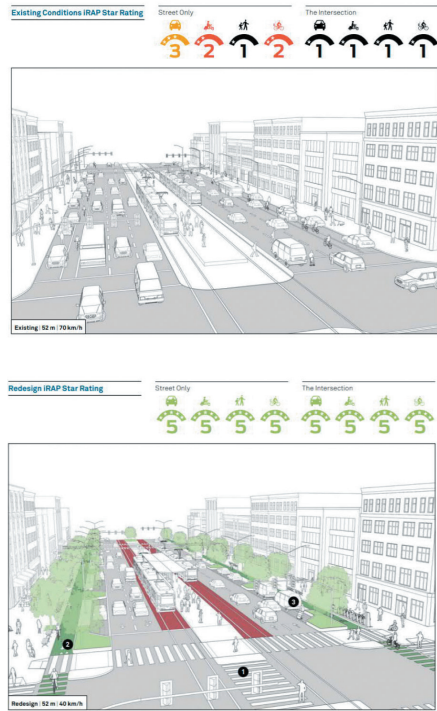 Existing Conditions iRAP Star Rating
Street Only
The Intersection
3 2 1 2 1 1 1 1
Existing | 52 m | 70 km/h
Redesign iRAP Star Rating
Street Only
The Intersection
5 5 5 5 5 5 5 5
3
2
1
Redesign | 52 m | 40 km/h